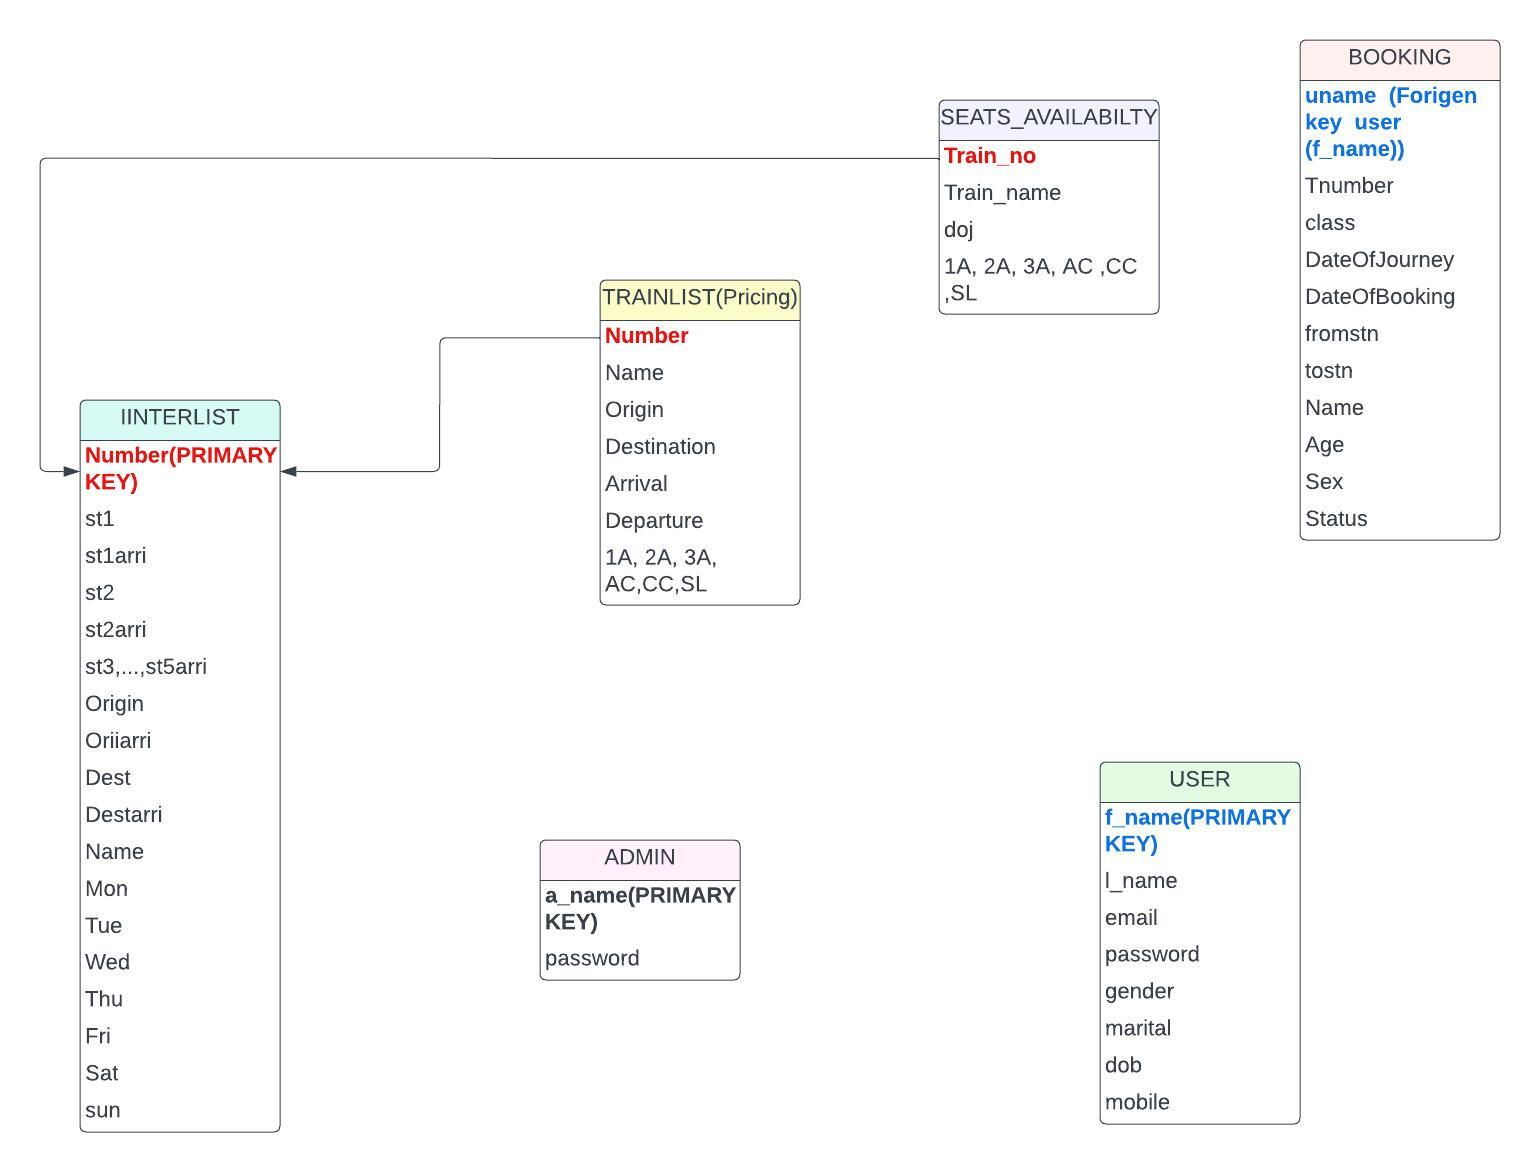 BOOKING
uname  (Forigen
key  user
(f_name))
Tnumber
class
DateOfJourney
DateOfBooking
fromstn
tostn
Name
Age
Sex
Status
SEATS_AVAILABILTY
Train_no
Train_name
doj
1A, 2A, 3A, AC ,CC
,SL
TRAINLIST(Pricing)
Number
Name
Origin
Destination
Arrival
Departure
1A, 2A, 3A,
AC,CC,SL
IINTERLIST
Number(PRIMARY
KEY)
st1
st1arri
st2
st2arri
st3,...,st5arri
Origin
Oriiarri
Dest
Destarri
Name
Mon
Tue
Wed
Thu
Fri
Sat
sun
ADMIN
a_name(PRIMARY
KEY)
password
USER
f_name(PRIMARY
KEY)
l_name
email
password
gender
marital
dob
mobile